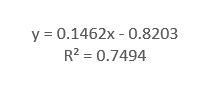 y = 0.1462x - 0.8203
R² = 0.7494